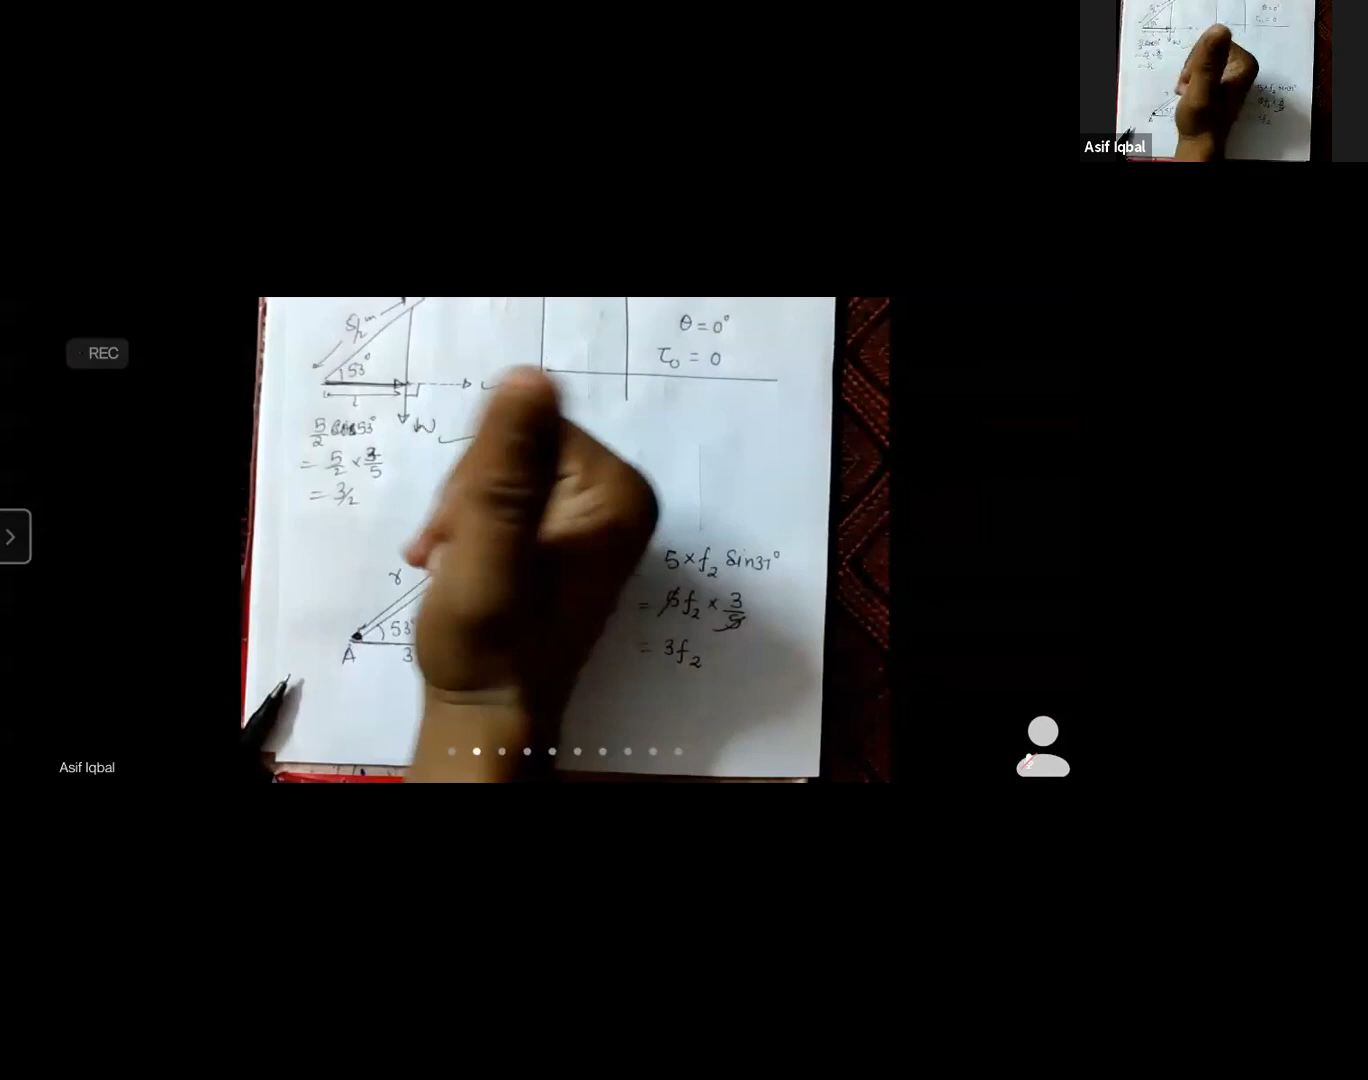 Asif Iqbal
REC
5/2 m
53°
θ = 0°
τ₀ = 0
W
5/2 cos53°
= 5/2 × 3/5
= 3/2
r
53°
A
3
5 × f₂ sin37°
= 5f₂ × 3/5
= 3f₂
Asif Iqbal